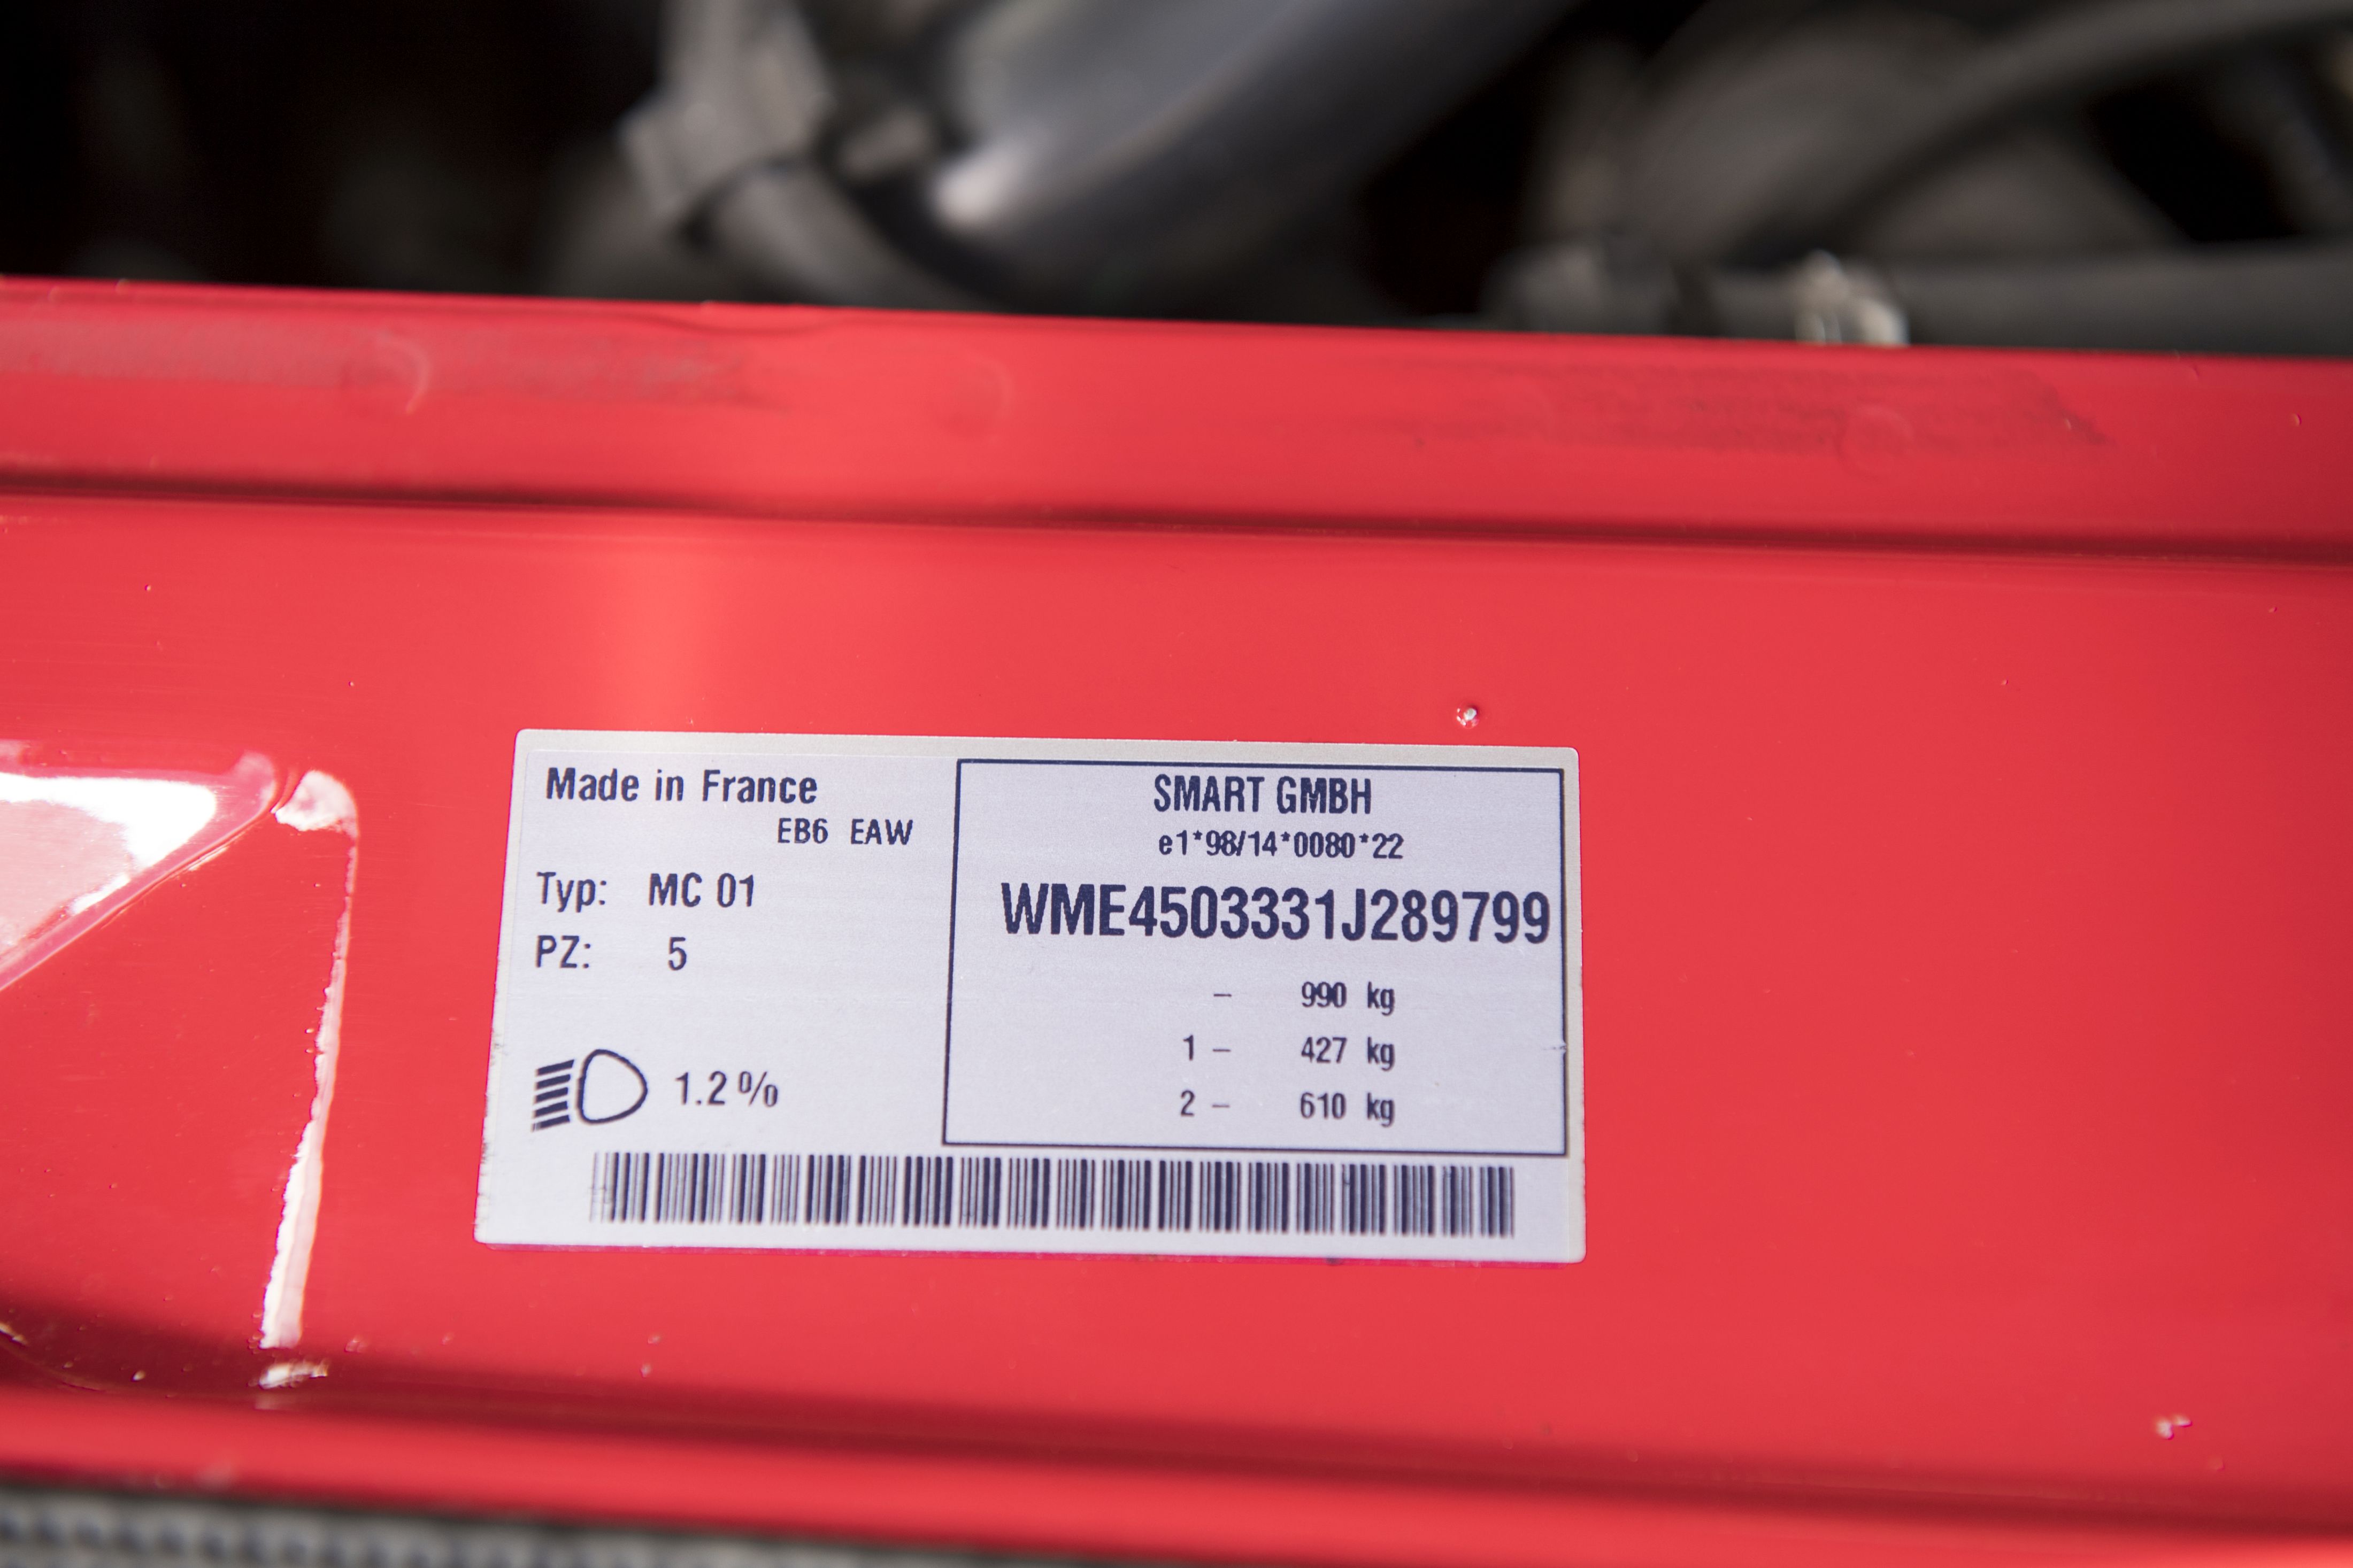 Made in France
EB6 EAW
Typ: MC 01
PZ: 5
1.2%
SMART GMBH
e1*98/14*0080*22
WME4503331J289799
– 990 kg
1 – 427 kg
2 – 610 kg